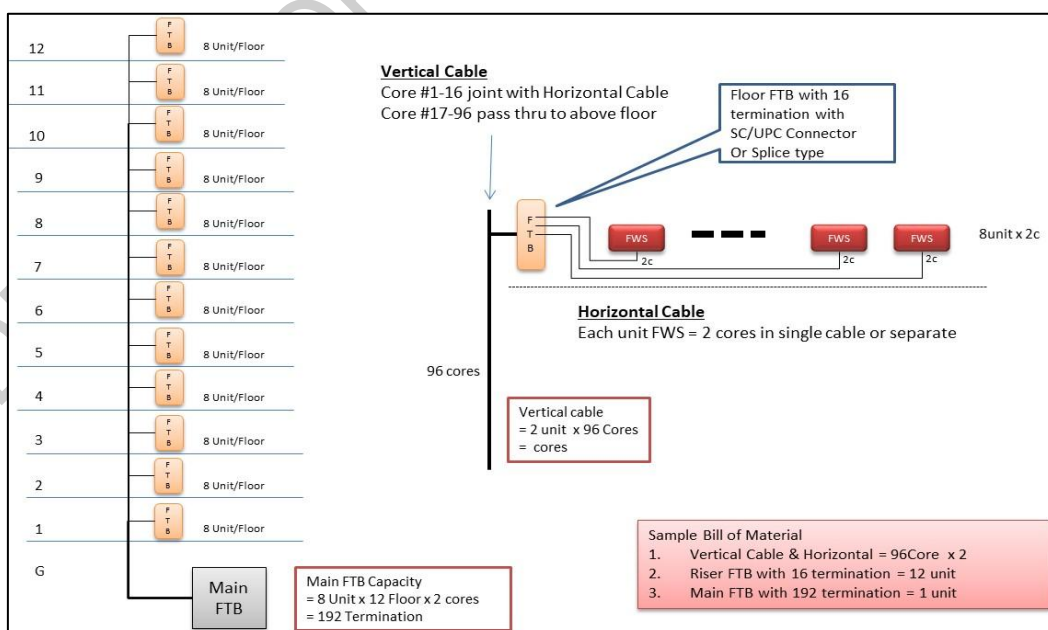 12
F
T
B
8 Unit/Floor
11
F
T
B
8 Unit/Floor
10
F
T
B
8 Unit/Floor
9
F
T
B
8 Unit/Floor
8
F
T
B
8 Unit/Floor
7
F
T
B
8 Unit/Floor
6
F
T
B
8 Unit/Floor
5
F
T
B
8 Unit/Floor
4
F
T
B
8 Unit/Floor
3
F
T
B
8 Unit/Floor
2
F
T
B
8 Unit/Floor
1
F
T
B
8 Unit/Floor
G
Main
FTB
Main FTB Capacity
= 8 Unit x 12 Floor x 2 cores
= 192 Termination
Vertical Cable
Core #1-16 joint with Horizontal Cable
Core #17-96 pass thru to above floor
Floor FTB with 16
termination with
SC/UPC Connector
Or Splice type
F
T
B
FWS
FWS
FWS
8unit x 2c
2c
2c
2c
Horizontal Cable
Each unit FWS = 2 cores in single cable or separate
96 cores
Vertical cable
= 2 unit x 96 Cores
= cores
Sample Bill of Material
1. Vertical Cable & Horizontal = 96Core x 2
2. Riser FTB with 16 termination = 12 unit
3. Main FTB with 192 termination = 1 unit